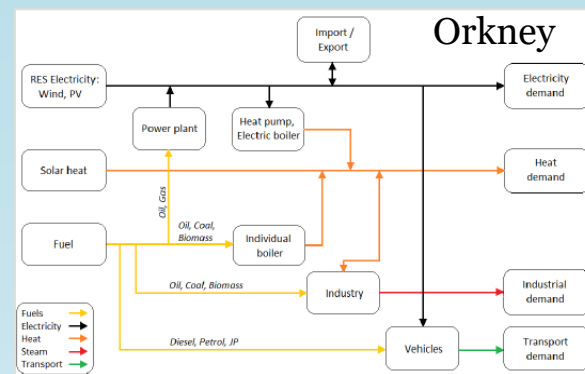 Orkney
Import /
Export
RES Electricity:
Wind, PV
Electricity
demand
Power plant
Heat pump,
Electric boiler
Solar heat
Heat
demand
Oil, Gas
Oil, Coal,
Biomass
Fuel
Individual
boiler
Oil, Coal, Biomass
Industry
Industrial
demand
Fuels
Electricity
Heat
Steam
Transport
Diesel, Petrol, JP
Vehicles
Transport
demand